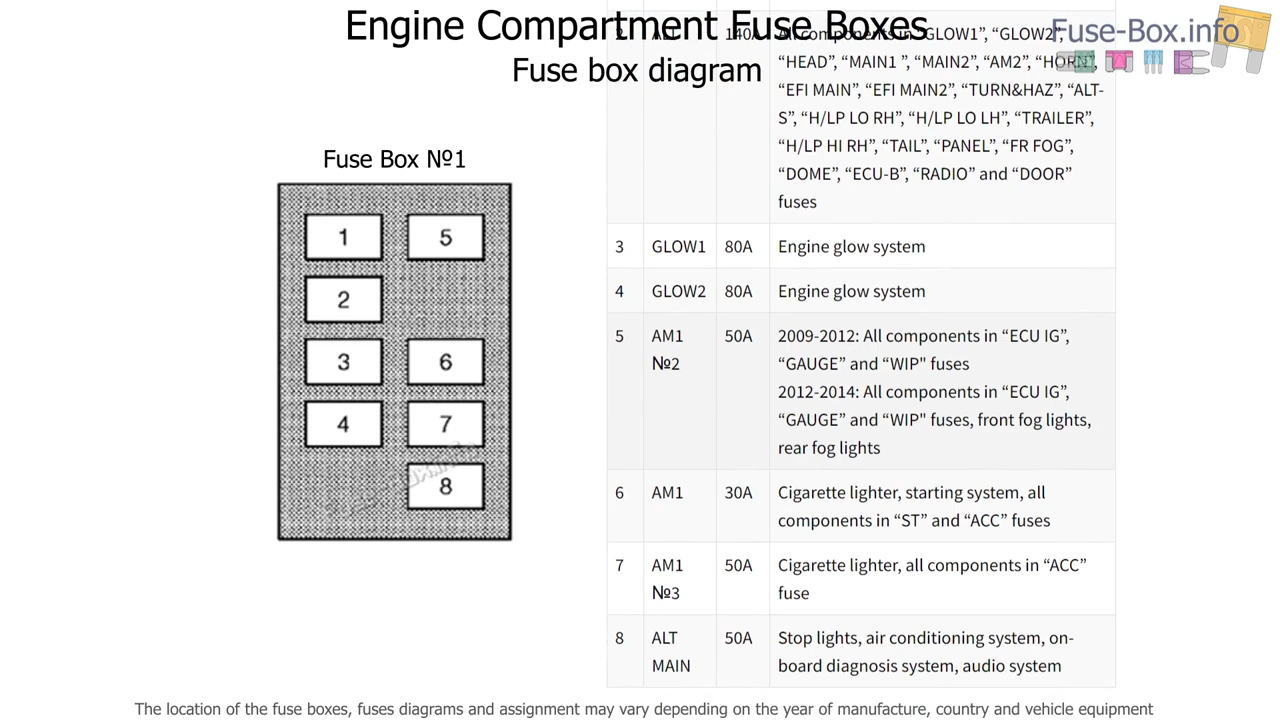 Engine Compartment Fuse Boxes
Fuse box diagram
Fuse-Box.info
Fuse Box №1
1
5
2
3
6
4
7
8
2 140A All components in “GLOW1”, “GLOW2”,
“HEAD”, “MAIN1 ”, “MAIN2”, “AM2”, “HORN”,
“EFI MAIN”, “EFI MAIN2”, “TURN&HAZ”, “ALT-
S”, “H/LP LO RH”, “H/LP LO LH”, “TRAILER”,
“H/LP HI RH”, “TAIL”, “PANEL”, “FR FOG”,
“DOME”, “ECU-B”, “RADIO” and “DOOR”
fuses
3 GLOW1 80A Engine glow system
4 GLOW2 80A Engine glow system
5 AM1 50A 2009-2012: All components in “ECU IG”,
№2 “GAUGE” and “WIP" fuses
2012-2014: All components in “ECU IG”,
“GAUGE” and “WIP" fuses, front fog lights,
rear fog lights
6 AM1 30A Cigarette lighter, starting system, all
components in “ST” and “ACC” fuses
7 AM1 50A Cigarette lighter, all components in “ACC”
№3 fuse
8 ALT 50A Stop lights, air conditioning system, on-
MAIN board diagnosis system, audio system
The location of the fuse boxes, fuses diagrams and assignment may vary depending on the year of manufacture, country and vehicle equipment